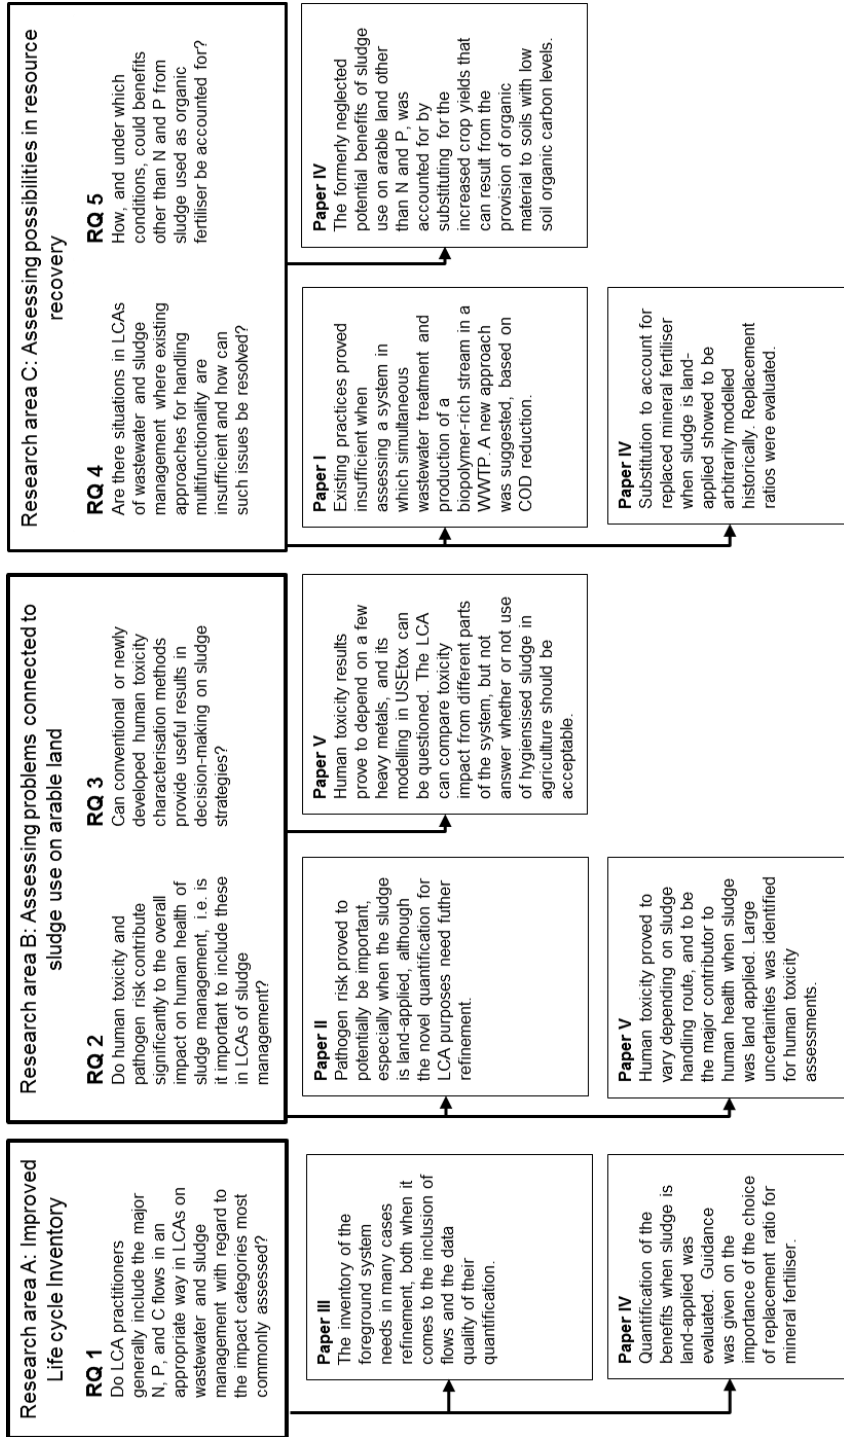 Research area A: Improved
Life cycle Inventory
RQ 1
Do LCA practitioners
generally include the major
N, P, and C flows in an
appropriate way in LCAs on
wastewater and sludge
management with regard to
the impact categories most
commonly assessed?
Paper III
The inventory of the
foreground system
needs in many cases
refinement, both when it
comes to the inclusion of
flows and the data
quality of their
quantification.
Paper IV
Quantification of the
benefits when sludge is
land-applied was
evaluated. Guidance
was given on the
importance of the choice
of replacement ratio for
mineral fertiliser.
Research area B: Assessing problems connected to
sludge use on arable land
RQ 2
Do human toxicity and
pathogen risk contribute
significantly to the overall
impact on human health of
sludge management, i.e. is
it important to include these
in LCAs of sludge
management?
RQ 3
Can conventional or newly
developed human toxicity
characterisation methods
provide useful results in
decision-making on sludge
strategies?
Paper II
Pathogen risk proved to
potentially be important,
especially when the sludge
is land-applied, although
the novel quantification for
LCA purposes need futher
refinement.
Paper V
Human toxicity results
prove to depend on a few
heavy metals, and its
modelling in USEtox can
be questioned. The LCA
can compare toxicity
impact from different parts
of the system, but not
answer whether or not use
of hygienised sludge in
agriculture should be
acceptable.
Paper V
Human toxicity proved to
vary depending on sludge
handling route, and to be
the major contributor to
human health when sludge
was land applied. Large
uncertainties was identified
for human toxicity
assessments.
Research area C: Assessing possibilities in resource
recovery
RQ 4
Are there situations in LCAs
of wastewater and sludge
management where existing
approaches for handling
multifunctionality are
insufficient and how can
such issues be resolved?
RQ 5
How, and under which
conditions, could benefits
other than N and P from
sludge used as organic
fertiliser be accounted for?
Paper I
Existing practices proved
insufficient when
assessing a system in
which simultaneous
wastewater treatment and
production of a
biopolymer-rich stream in a
WWTP. A new approach
was suggested, based on
COD reduction.
Paper IV
The formerly neglected
potential benefits of sludge
use on arable land other
than N and P, was
accounted for by
substituting for the
increased crop yields that
can result from the
provision of organic
material to soils with low
soil organic carbon levels.
Paper IV
Substitution to account for
replaced mineral fertiliser
when sludge is land-
applied showed to be
arbitrarily modelled
historically. Replacement
ratios were evaluated.